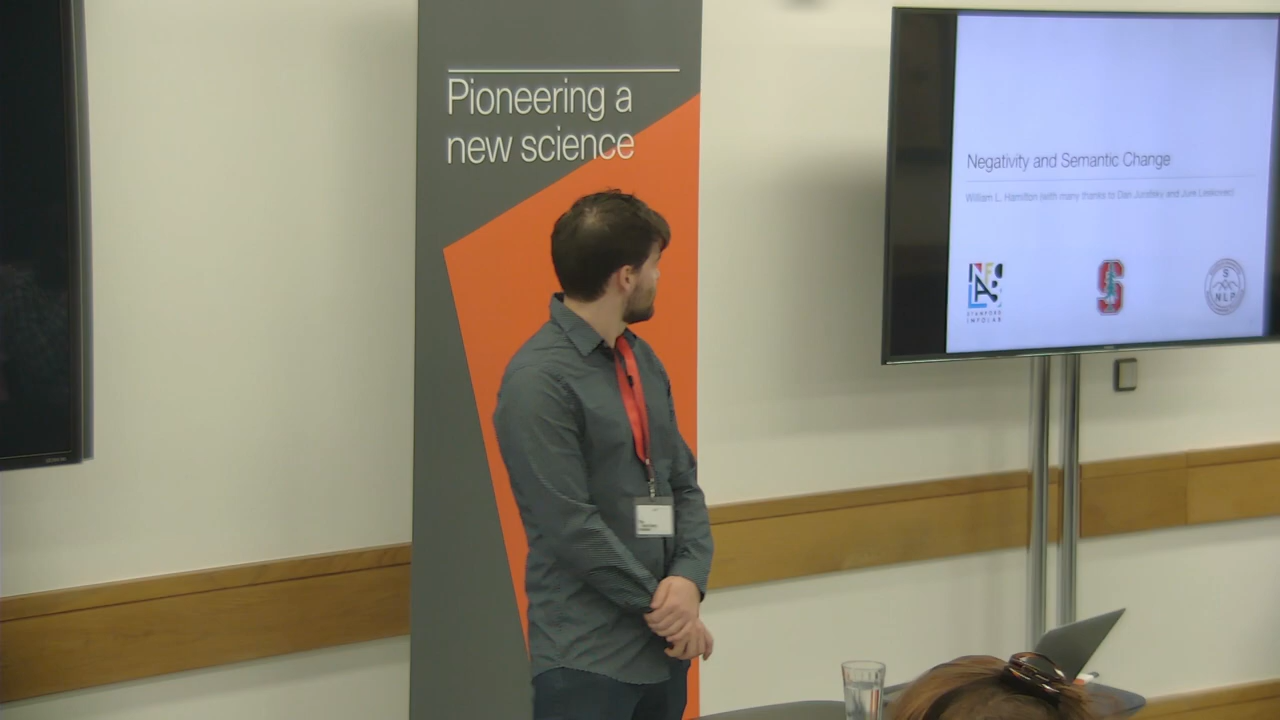 Pioneering a
new science
Negativity and Semantic Change
William L. Hamilton (with many thanks to Dan Jurafsky and Jure Leskovec)
STANFORD
INFOLAB
S
NLP